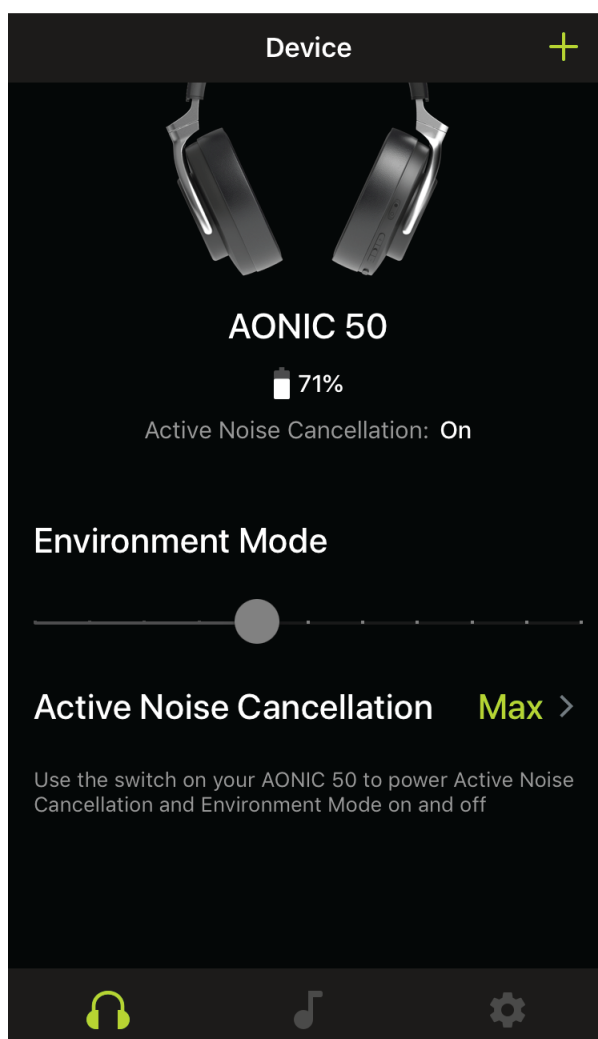 Device
AONIC 50
71%
Active Noise Cancellation: On
Environment Mode
Active Noise Cancellation Max
Use the switch on your AONIC 50 to power Active Noise
Cancellation and Environment Mode on and off